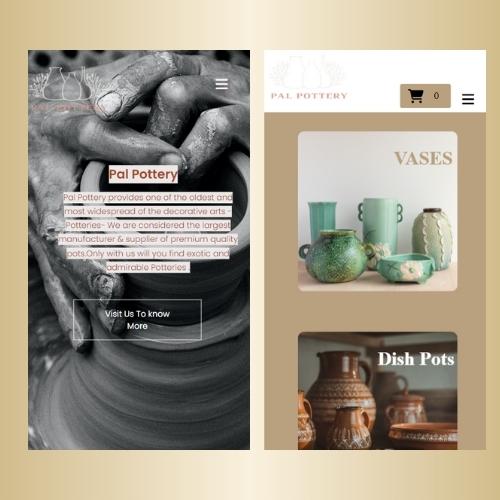 PAL POTTERY
Pal Pottery
Pal Pottery provides one of the oldest and
most widespread of the decorative arts -
Potteries- We are considered the largest
manufacturer & supplier of premium quality
pots.Only with us will you find exotic and
admirable Potteries .
Visit Us To know
More
PAL POTTERY
0
VASES
Dish Pots